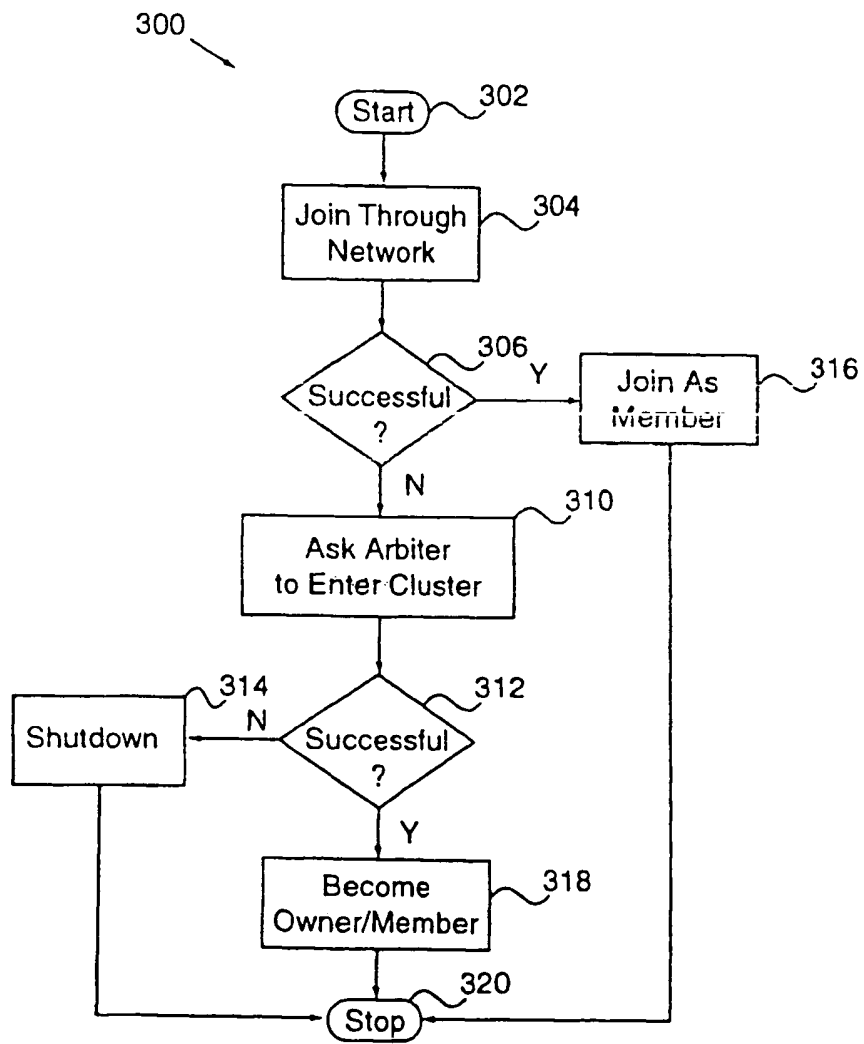 300
Start
302
Join Through
Network
304
Successful
?
306
Y
Join As
Member
316
N
Ask Arbiter
to Enter Cluster
310
Successful
?
312
N
Shutdown
314
Y
Become
Owner/Member
318
Stop
320